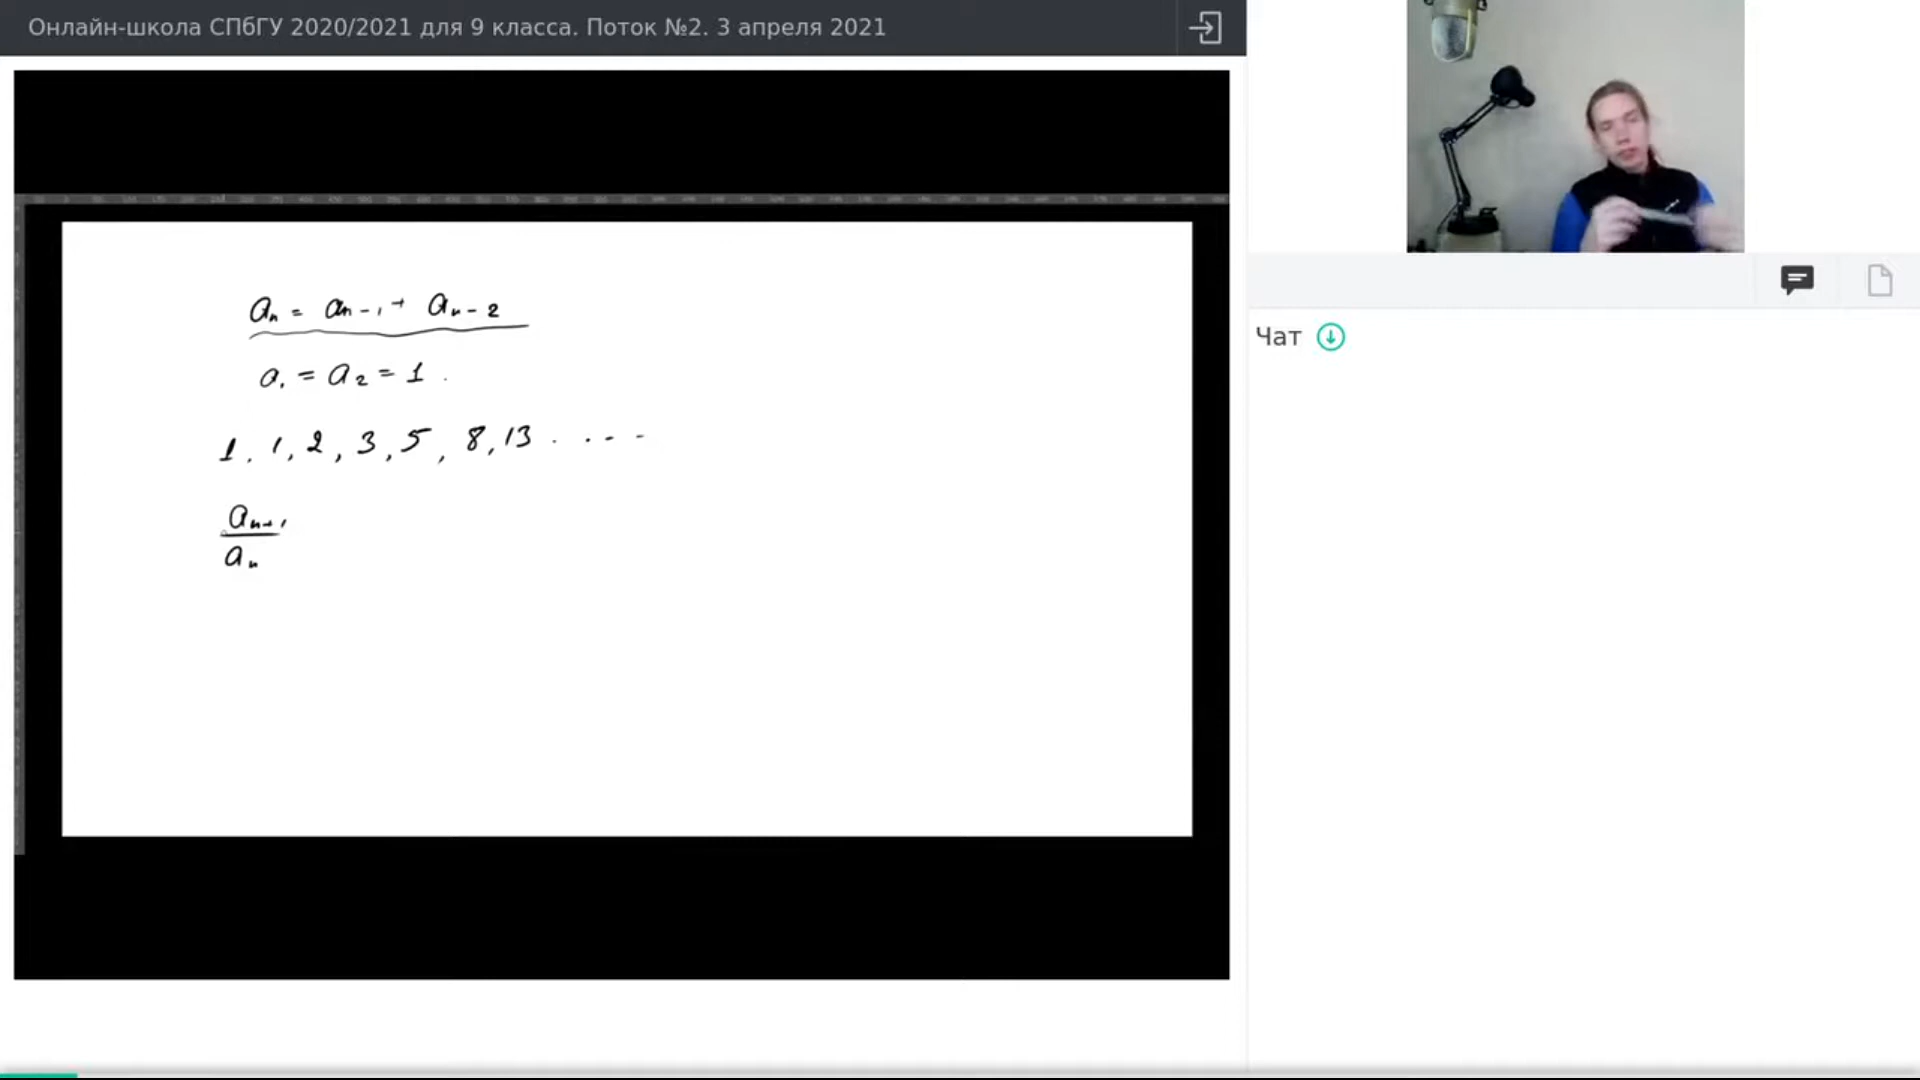 Онлайн-школа СПбГУ 2020/2021 для 9 класса. Поток №2. 3 апреля 2021
aₙ = aₙ₋₁ + aₙ₋₂
a₁ = a₂ = 1.
1, 1, 2, 3, 5, 8, 13 . . . .
aₙ₊₁
aₙ
Чат